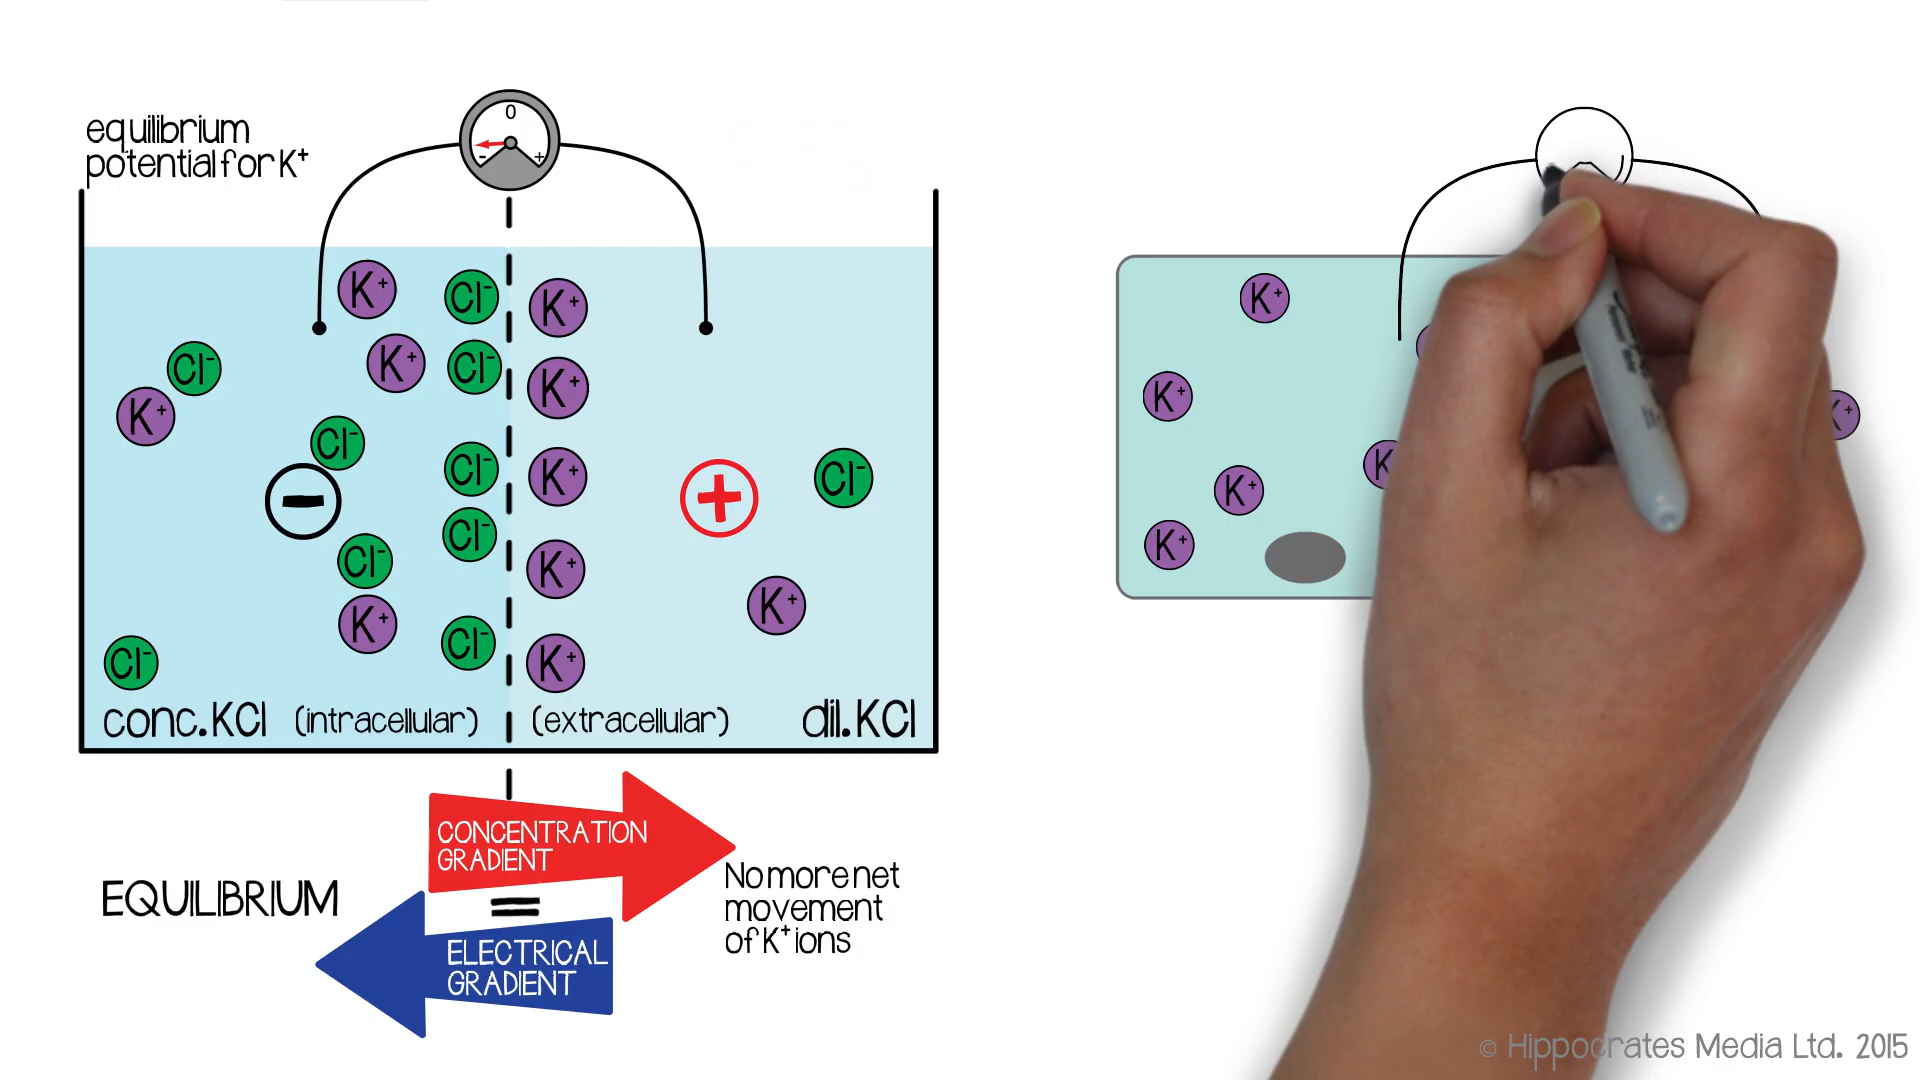 equilibrium
potential for K⁺
0
- +
K⁺
Cl⁻
K⁺
K⁺
Cl⁻
K⁺
Cl⁻
K⁺
Cl⁻
K⁺
Cl⁻
Cl⁻
K⁺
Cl⁻
Cl⁻
K⁺
Cl⁻
K⁺
K⁺
Cl⁻
K⁺
Cl⁻
conc.KCl (intracellular) (extracellular) dil.KCl
CONCENTRATION
GRADIENT
EQUILIBRIUM
=
ELECTRICAL
GRADIENT
No more net
movement
of K⁺ ions
K⁺
K⁺
K⁺
K
K⁺
K⁺
© Hippocrates Media Ltd. 2015